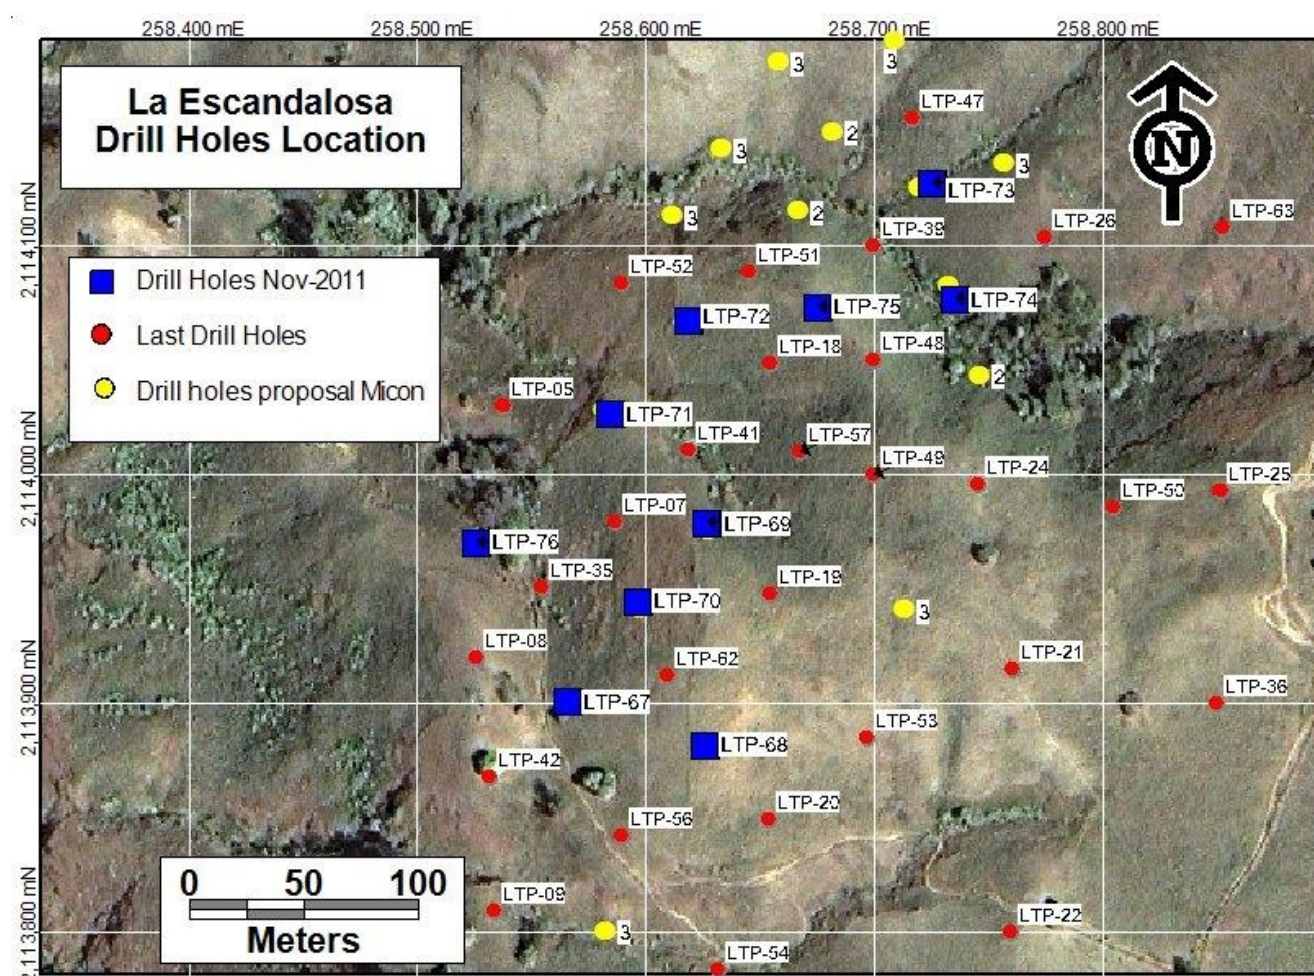 258,400 mE
258,500 mE
258,600 mE
258,700 mE
258,800 mE
La Escandalosa
Drill Holes Location
3
3
LTP-47
2
3
3
N
LTP-73
3
2
LTP-39
LTP-26
LTP-63
2,114,100 mN
Drill Holes Nov-2011
Last Drill Holes
Drill holes proposal Micon
LTP-52
LTP-51
LTP-72
LTP-75
LTP-74
LTP-18
LTP-48
2
LTP-05
LTP-71
LTP-41
LTP-57
LTP-49
LTP-24
LTP-50
LTP-25
2,114,000 mN
LTP-07
LTP-69
LTP-76
LTP-35
LTP-19
LTP-70
3
LTP-08
LTP-62
LTP-21
LTP-36
2,113,900 mN
LTP-67
LTP-53
LTP-68
LTP-42
LTP-20
LTP-56
0 50 100
Meters
LTP-09
3
LTP-22
LTP-54
2,113,800 mN